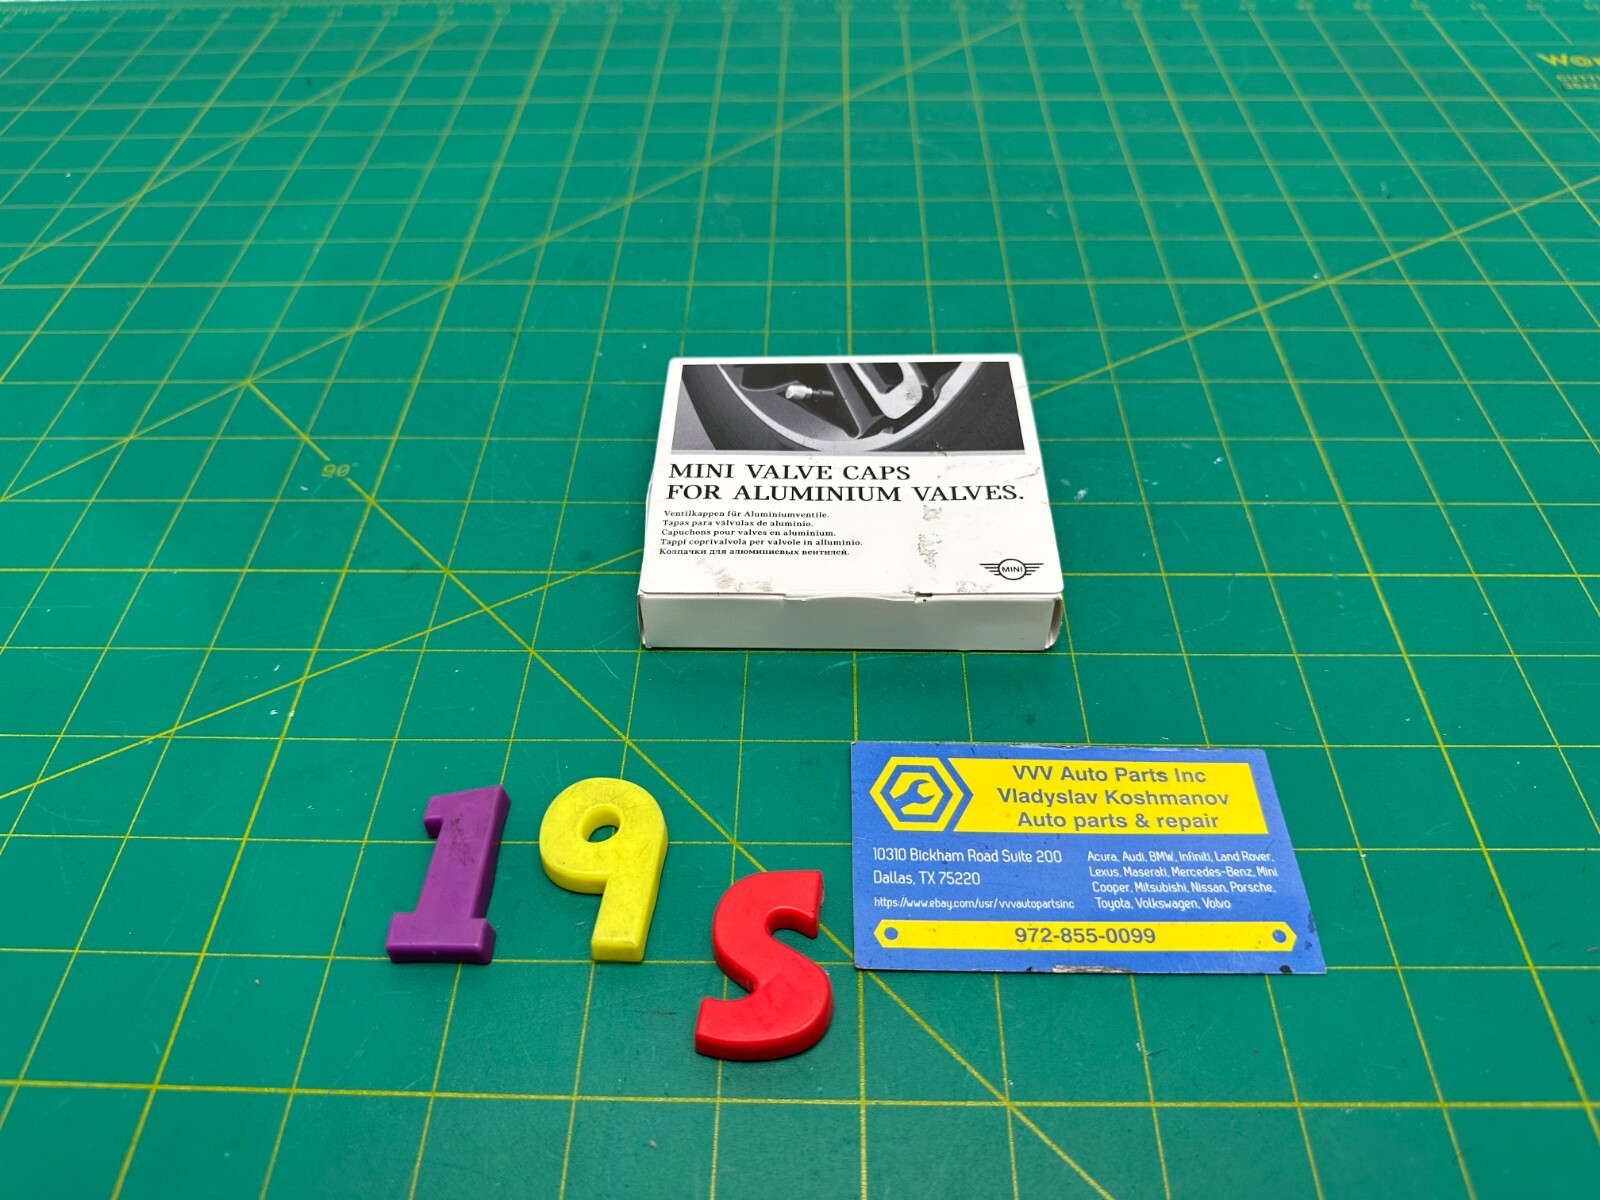 90°
MINI VALVE CAPS
FOR ALUMINIUM VALVES.
Ventilkappen für Aluminiumventile.
Tapas para válvulas de aluminio.
Capuchons pour valves en aluminium.
Tappi coprivalvola per valvole in alluminio.
Колпачки для алюминиевых вентилей.
MINI
19
S
VVV Auto Parts Inc
Vladyslav Koshmanov
Auto parts & repair
10310 Bickham Road Suite 200
Dallas, TX 75220
https://www.ebay.com/usr/vvvautopartsinc
Acura, Audi, BMW, Infiniti, Land Rover,
Lexus, Maserati, Mercedes-Benz, Mini
Cooper, Mitsubishi, Nissan, Porsche,
Toyota, Volkswagen, Volvo
972-855-0099